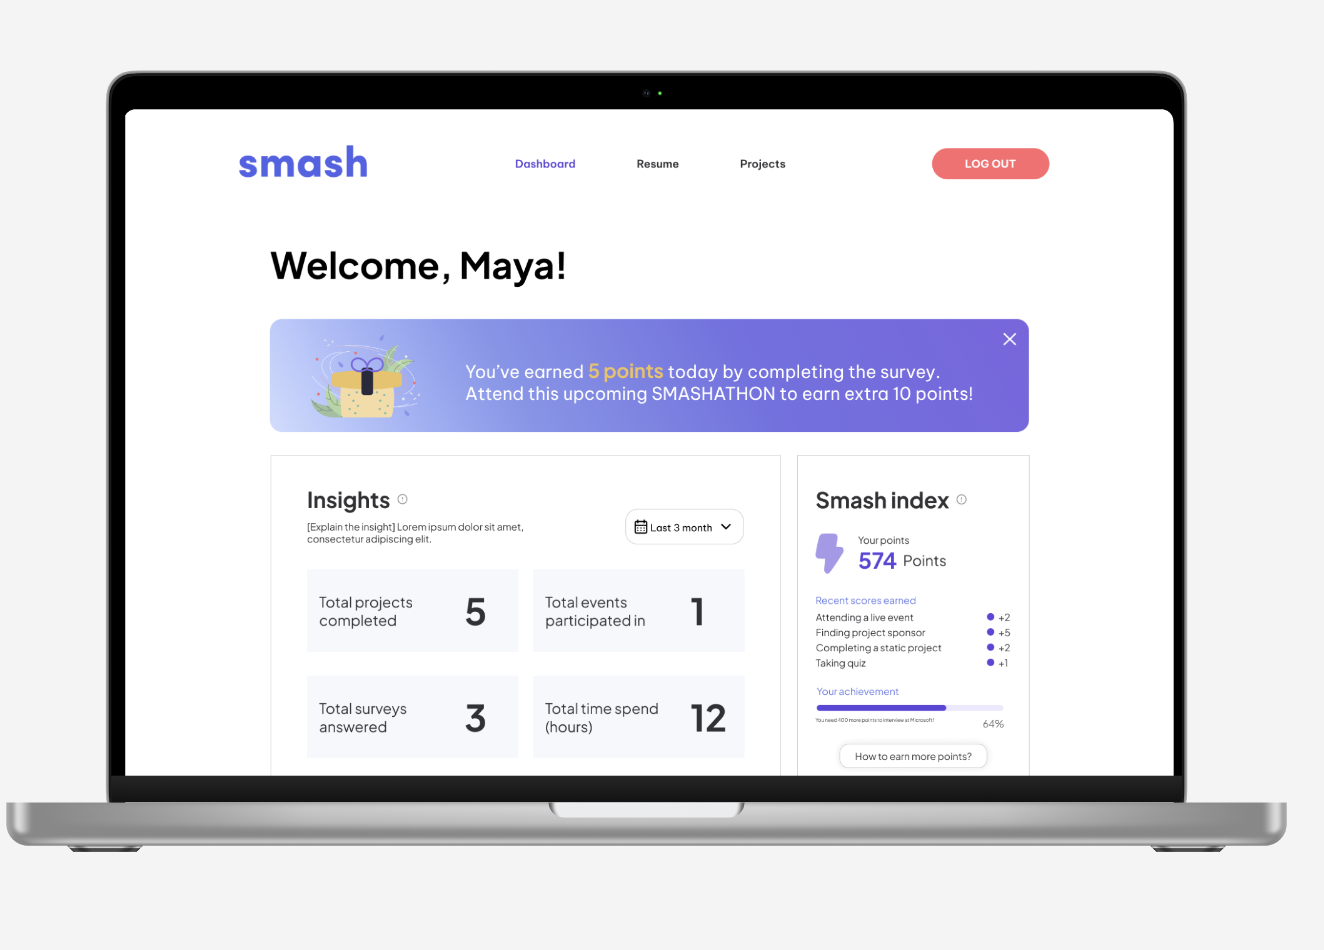 smash
Dashboard
Resume
Projects
LOG OUT
Welcome, Maya!
You've earned 5 points today by completing the survey.
Attend this upcoming SMASHATHON to earn extra 10 points!
Insights
[Explain the insight] Lorem ipsum dolor sit amet,
consectetur adipiscing elit.
Last 3 month
Total projects
completed
5
Total events
participated in
1
Total surveys
answered
3
Total time spend
(hours)
12
Smash index
Your points
574 Points
Recent scores earned
Attending a live event +2
Finding project sponsor +5
Completing a static project +2
Taking quiz +1
Your achievement
You need 400 more points to interview at Microsoft!
64%
How to earn more points?